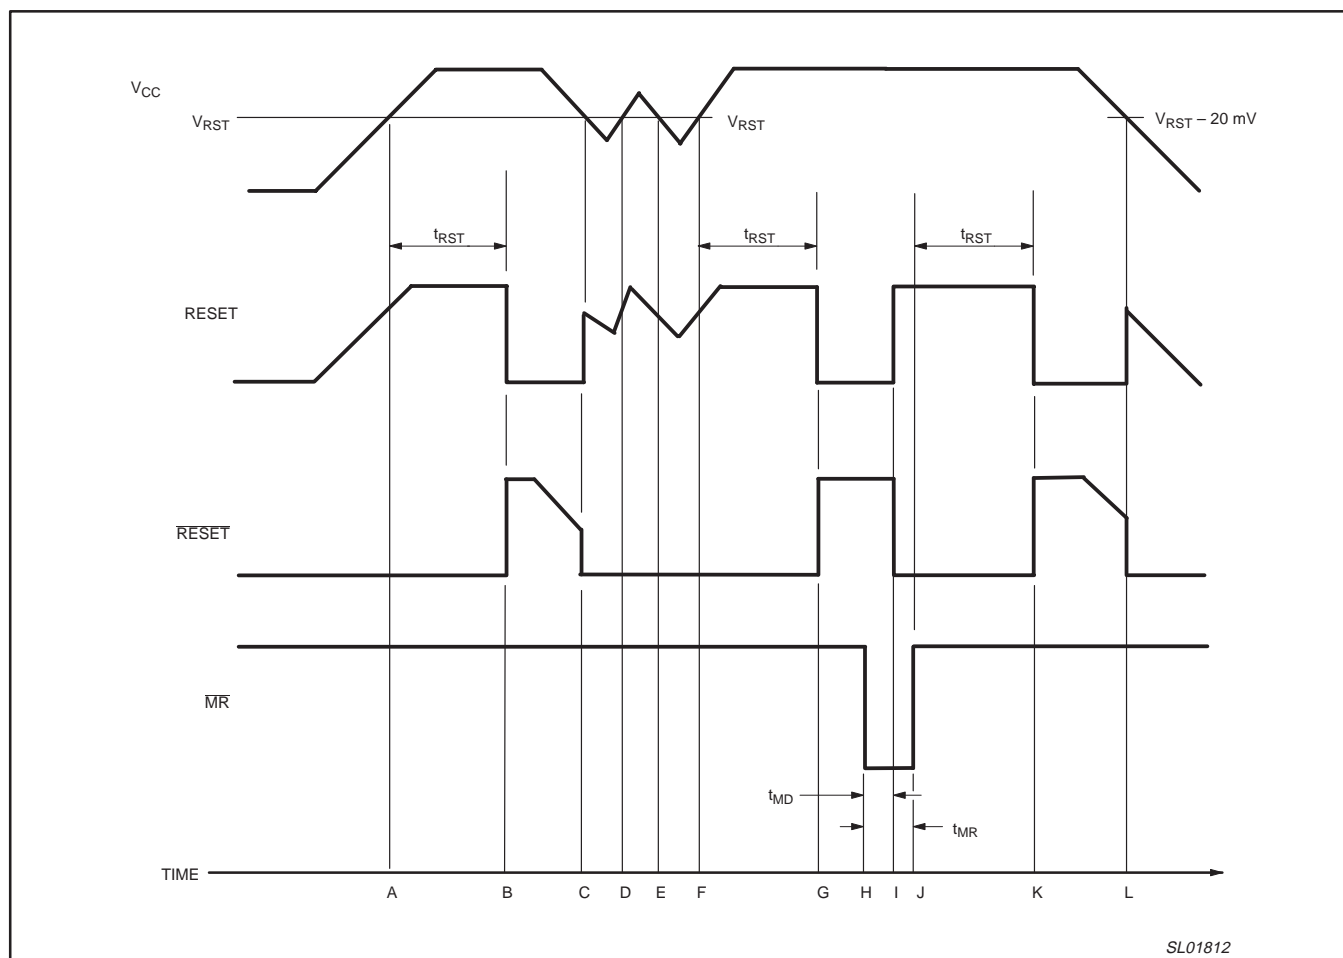 VCC
VRST
VRST
VRST – 20 mV
tRST
tRST
tRST
RESET
RESET
MR
tMD
tMR
TIME
A B C D E F G H I J K L
SL01812